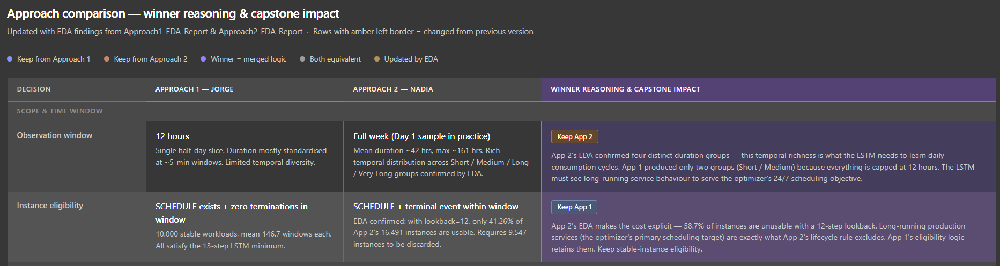 Approach comparison — winner reasoning & capstone impact
Updated with EDA findings from Approach1_EDA_Report & Approach2_EDA_Report · Rows with amber left border = changed from previous version
Keep from Approach 1
Keep from Approach 2
Winner = merged logic
Both equivalent
Updated by EDA
DECISION
APPROACH 1 — JORGE
APPROACH 2 — NADIA
WINNER REASONING & CAPSTONE IMPACT
SCOPE & TIME WINDOW
Observation window
12 hours
Single half-day slice. Duration mostly standardised
at ~5-min windows. Limited temporal diversity.
Full week (Day 1 sample in practice)
Mean duration ~42 hrs, max ~161 hrs. Rich
temporal distribution across Short / Medium / Long
/ Very Long groups confirmed by EDA.
Keep App 2
App 2's EDA confirmed four distinct duration groups — this temporal richness is what the LSTM needs to learn daily
consumption cycles. App 1 produced only two groups (Short / Medium) because everything is capped at 12 hours. The LSTM
must see long-running service behaviour to serve the optimizer's 24/7 scheduling objective.
Instance eligibility
SCHEDULE exists + zero terminations in
window
10,000 stable workloads, mean 146.7 windows each.
All satisfy the 13-step LSTM minimum.
SCHEDULE + terminal event within window
EDA confirmed: with lookback=12, only 41.26% of
App 2's 16,491 instances are usable. Requires 9,547
instances to be discarded.
Keep App 1
App 2's EDA makes the cost explicit — 58.7% of instances are unusable with a 12-step lookback. Long-running production
services (the optimizer's primary scheduling target) are exactly what App 2's lifecycle rule excludes. App 1's eligibility logic
retains them. Keep stable-instance eligibility.